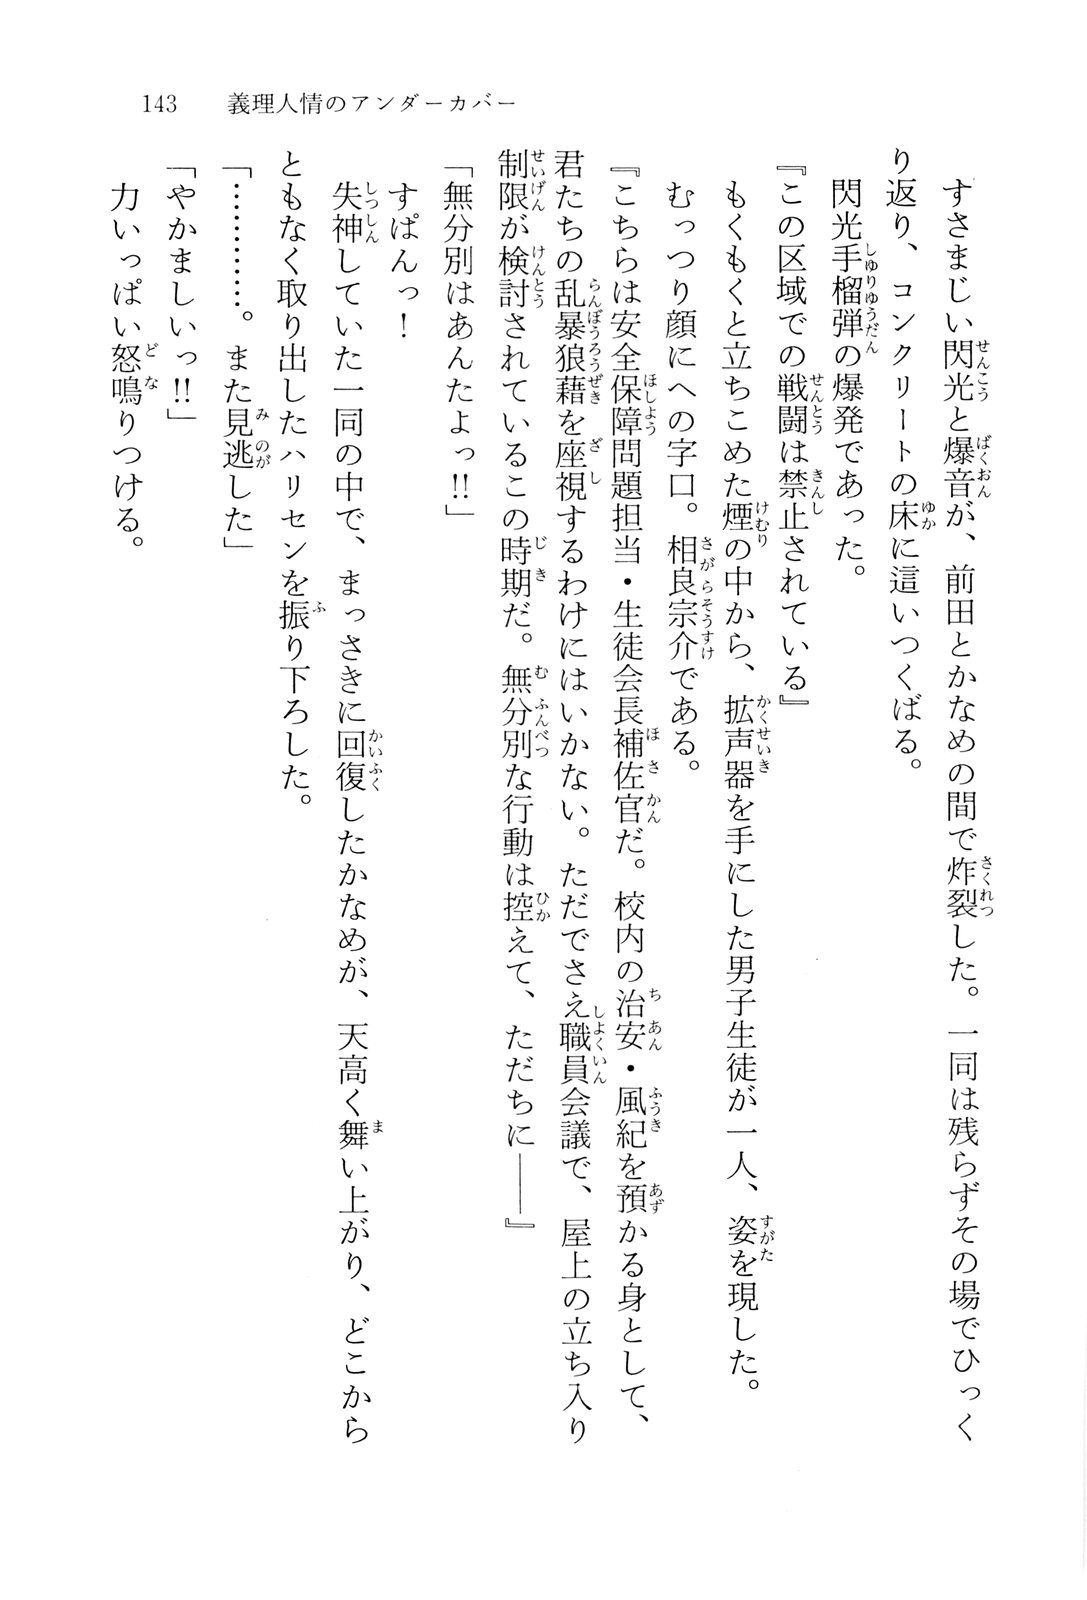 143　義理人情のアンダーカバー
　すさまじい閃光と爆音が、前田とかなめの間で炸裂した。一同は残らずその場でひっく
り返り、コンクリートの床に這いつくばる。
　閃光手榴弾の爆発であった。
『この区域での戦闘は禁止されている』
　もくもくと立ちこめた煙の中から、拡声器を手にした男子生徒が一人、姿を現した。
　むっつり顔にへの字口。相良宗介である。
『こちらは安全保障問題担当・生徒会長補佐官だ。校内の治安・風紀を預かる身として、
君たちの乱暴狼藉を座視するわけにはいかない。ただでさえ職員会議で、屋上の立ち入り
制限が検討されているこの時期だ。無分別な行動は控えて、ただちに――』
「無分別はあんたよっ!!」
　すぱんっ！
　失神していた一同の中で、まっさきに回復したかなめが、天高く舞い上がり、どこから
ともなく取り出したハリセンを振り下ろした。
「…………。また見逃した」
「やかましいっ!!」
　力いっぱい怒鳴りつける。